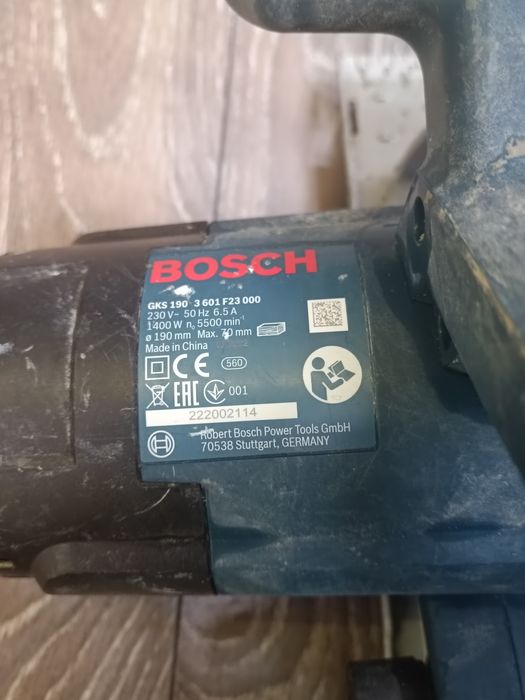 BOSCH
GKS 190 3 601 F23 000
230 V~ 50 Hz 6.5 A
1400 W n₀ 5500 min⁻¹
ø 190 mm Max. 70 mm
Made in China
CE 560
EAC 001
222002114
Robert Bosch Power Tools GmbH
70538 Stuttgart, GERMANY